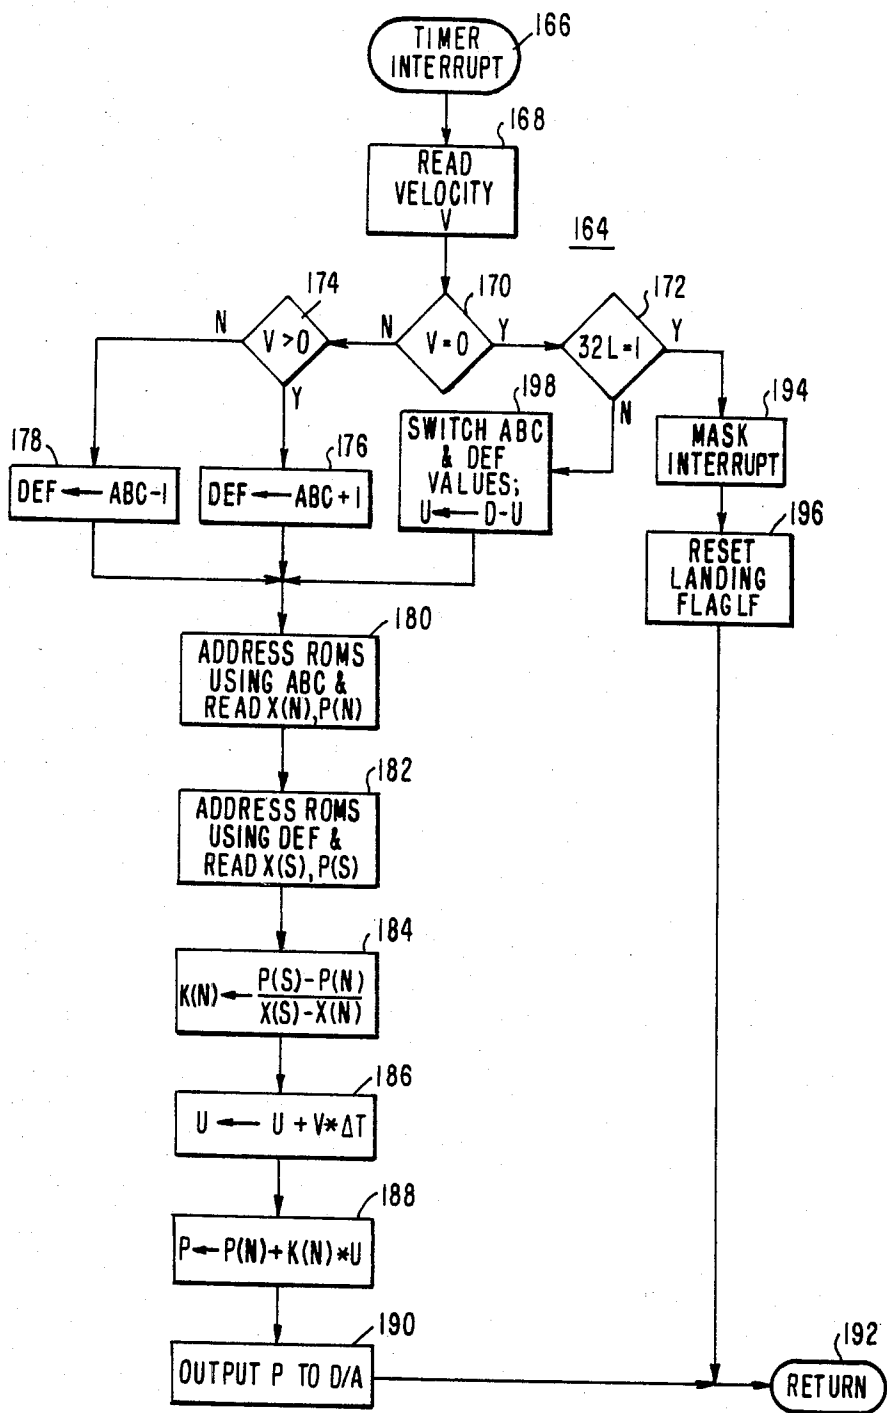 TIMER
INTERRUPT
166
168
READ
VELOCITY
V
164
174
170
172
N
V>0
N
V=0
Y
32L=1
Y
Y
198
N
194
178
176
SWITCH ABC
& DEF
VALUES;
U← D-U
MASK
INTERRUPT
DEF ← ABC-1
DEF ← ABC+1
196
RESET
LANDING
FLAG LF
180
ADDRESS ROMS
USING ABC &
READ X(N), P(N)
182
ADDRESS ROMS
USING DEF &
READ X(S), P(S)
184
K(N)← P(S)-P(N)
X(S)-X(N)
186
U ← U + V*ΔT
188
P←P(N)+K(N)*U
190
OUTPUT P TO D/A
192
RETURN